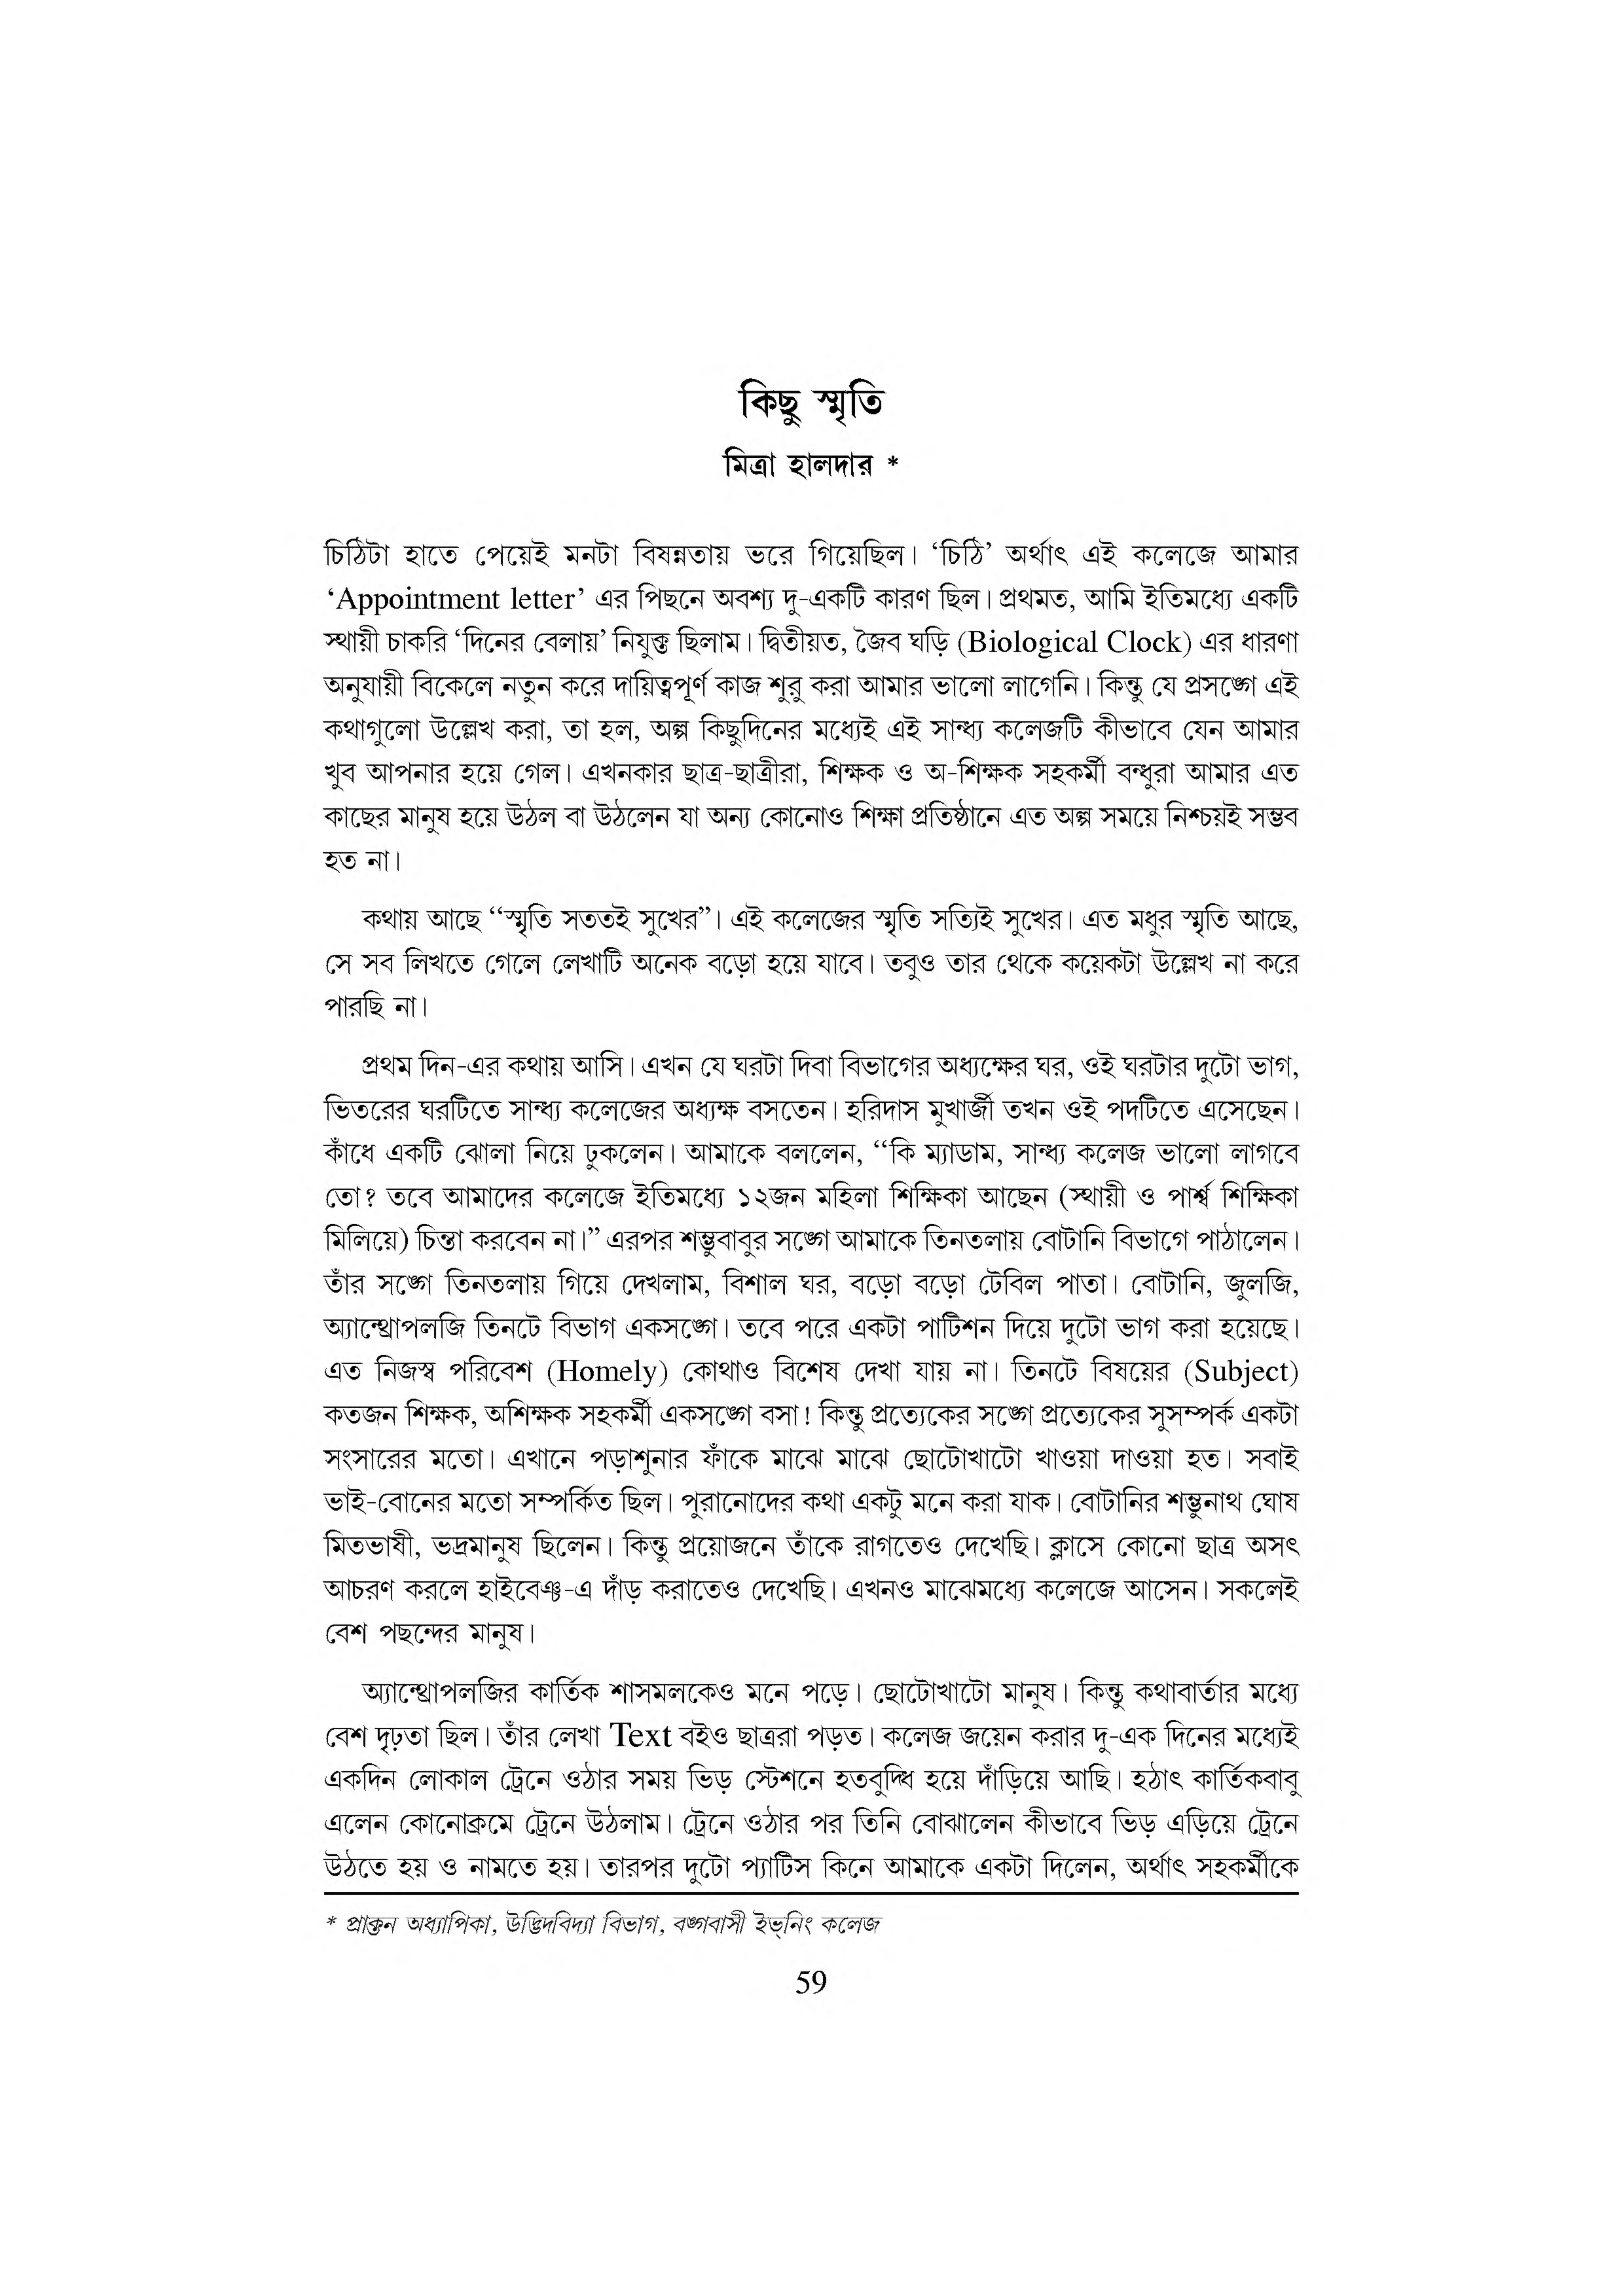 কিছু স্মৃতি
মিত্রা হালদার *
চিঠিটা হাতে পেয়েই মনটা বিষন্নতায় ভরে গিয়েছিল। ‘চিঠি’ অর্থাৎ এই কলেজে আমার
‘Appointment letter’ এর পিছনে অবশ্য দু-একটি কারণ ছিল। প্রথমত, আমি ইতিমধ্যে একটি
স্থায়ী চাকরি ‘দিনের বেলায়’ নিযুক্ত ছিলাম। দ্বিতীয়ত, জৈব ঘড়ি (Biological Clock) এর ধারণা
অনুযায়ী বিকেলে নতুন করে দায়িত্বপূর্ণ কাজ শুরু করা আমার ভালো লাগেনি। কিন্তু যে প্রসঙ্গে এই
কথাগুলো উল্লেখ করা, তা হল, অল্প কিছুদিনের মধ্যেই এই সান্ধ্য কলেজটি কীভাবে যেন আমার
খুব আপনার হয়ে গেল। এখনকার ছাত্র-ছাত্রীরা, শিক্ষক ও অ-শিক্ষক সহকর্মী বন্ধুরা আমার এত
কাছের মানুষ হয়ে উঠল বা উঠলেন যা অন্য কোনোও শিক্ষা প্রতিষ্ঠানে এত অল্প সময়ে নিশ্চয়ই সম্ভব
হত না।
কথায় আছে “স্মৃতি সততই সুখের”। এই কলেজের স্মৃতি সত্যিই সুখের। এত মধুর স্মৃতি আছে,
সে সব লিখতে গেলে লেখাটি অনেক বড়ো হয়ে যাবে। তবুও তার থেকে কয়েকটা উল্লেখ না করে
পারছি না।
প্রথম দিন-এর কথায় আসি। এখন যে ঘরটা দিবা বিভাগের অধ্যক্ষের ঘর, ওই ঘরটার দুটো ভাগ,
ভিতরের ঘরটিতে সান্ধ্য কলেজের অধ্যক্ষ বসতেন। হরিদাস মুখার্জী তখন ওই পদটিতে এসেছেন।
কাঁধে একটি ঝোলা নিয়ে ঢুকলেন। আমাকে বললেন, “কি ম্যাডাম, সান্ধ্য কলেজ ভালো লাগবে
তো? তবে আমাদের কলেজে ইতিমধ্যে ১২জন মহিলা শিক্ষিকা আছেন (স্থায়ী ও পার্শ্ব শিক্ষিকা
মিলিয়ে) চিন্তা করবেন না।” এরপর শম্ভুবাবুর সঙ্গে আমাকে তিনতলায় বোটানি বিভাগে পাঠালেন।
তাঁর সঙ্গে তিনতলায় গিয়ে দেখলাম, বিশাল ঘর, বড়ো বড়ো টেবিল পাতা। বোটানি, জুলজি,
অ্যান্থ্রোপলজি তিনটে বিভাগ একসঙ্গে। তবে পরে একটা পার্টিশন দিয়ে দুটো ভাগ করা হয়েছে।
এত নিজস্ব পরিবেশ (Homely) কোথাও বিশেষ দেখা যায় না। তিনটে বিষয়ের (Subject)
কতজন শিক্ষক, অশিক্ষক সহকর্মী একসঙ্গে বসা! কিন্তু প্রত্যেকের সঙ্গে প্রত্যেকের সুসম্পর্ক একটা
সংসারের মতো। এখানে পড়াশুনার ফাঁকে মাঝে মাঝে ছোটোখাটো খাওয়া দাওয়া হত। সবাই
ভাই-বোনের মতো সম্পর্কিত ছিল। পুরানোদের কথা একটু মনে করা যাক। বোটানির শম্ভুনাথ ঘোষ
মিতভাষী, ভদ্রমানুষ ছিলেন। কিন্তু প্রয়োজনে তাঁকে রাগতেও দেখেছি। ক্লাসে কোনো ছাত্র অসৎ
আচরণ করলে হাইবেঞ্চ-এ দাঁড় করাতেও দেখেছি। এখনও মাঝেমধ্যে কলেজে আসেন। সকলেই
বেশ পছন্দের মানুষ।
অ্যান্থ্রোপলজির কার্তিক শাসমলকেও মনে পড়ে। ছোটোখাটো মানুষ। কিন্তু কথাবার্তার মধ্যে
বেশ দৃঢ়তা ছিল। তাঁর লেখা Text বইও ছাত্ররা পড়ত। কলেজ জয়েন করার দু-এক দিনের মধ্যেই
একদিন লোকাল ট্রেনে ওঠার সময় ভিড় স্টেশনে হতবুদ্ধি হয়ে দাঁড়িয়ে আছি। হঠাৎ কার্তিকবাবু
এলেন কোনোক্রমে ট্রেনে উঠলাম। ট্রেনে ওঠার পর তিনি বোঝালেন কীভাবে ভিড় এড়িয়ে ট্রেনে
উঠতে হয় ও নামতে হয়। তারপর দুটো প্যাটিস কিনে আমাকে একটা দিলেন, অর্থাৎ সহকর্মীকে
* প্রাক্তন অধ্যাপিকা, উদ্ভিদবিদ্যা বিভাগ, বঙ্গবাসী ইভ্‌নিং কলেজ
59